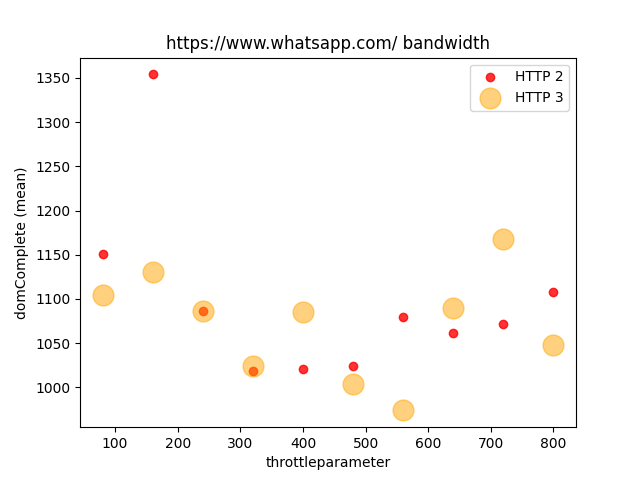 https://www.whatsapp.com/ bandwidth
HTTP 2
HTTP 3
domComplete (mean)
1350
1300
1250
1200
1150
1100
1050
1000
100 200 300 400 500 600 700 800
throttleparameter